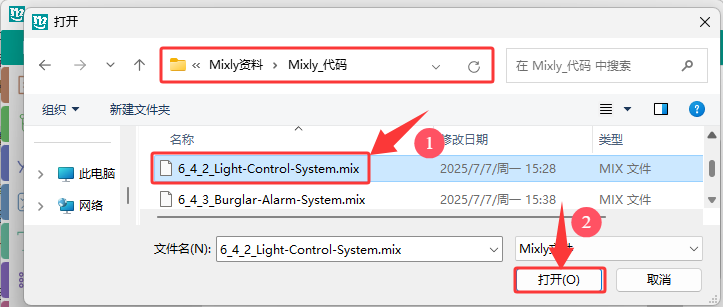 打开
Mixly资料 Mixly_代码
在 Mixly_代码 中搜索
组织 新建文件夹
名称 修改日期 类型
此电脑 6_4_2_Light-Control-System.mix 2025/7/7/周一 15:28 MIX 文件
网络 6_4_3_Burglar-Alarm-System.mix 2025/7/7/周一 15:38 MIX 文件
1
2
文件名(N): 6_4_2_Light-Control-System.mix
打开(O) 取消